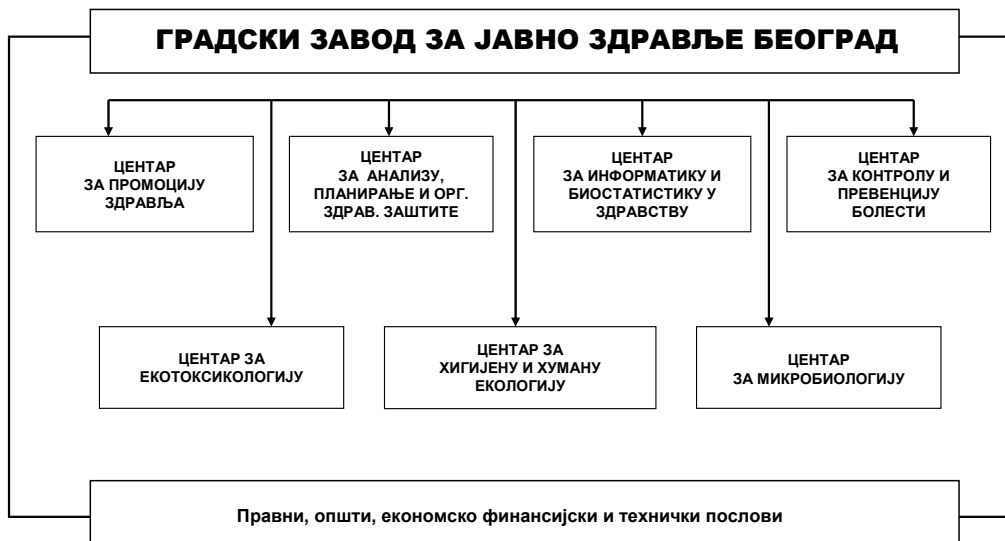 ГРАДСКИ ЗАВОД ЗА ЈАВНО ЗДРАВЉЕ БЕОГРАД
ЦЕНТАР
ЗА ПРОМОЦИЈУ
ЗДРАВЉА
ЦЕНТАР
ЗА АНАЛИЗУ,
ПЛАНИРАЊЕ И ОРГ.
ЗДРАВ. ЗАШТИТЕ
ЦЕНТАР
ЗА ИНФОРМАТИКУ И
БИОСТАТИСТИКУ У
ЗДРАВСТВУ
ЦЕНТАР
ЗА КОНТРОЛУ И
ПРЕВЕНЦИЈУ
БОЛЕСТИ
ЦЕНТАР ЗА
ЕКОТОКСИКОЛОГИЈУ
ЦЕНТАР ЗА
ХИГИЈЕНУ И ХУМАНУ
ЕКОЛОГИЈУ
ЦЕНТАР
ЗА МИКРОБИОЛОГИЈУ
Правни, општи, економско финансијски и технички послови